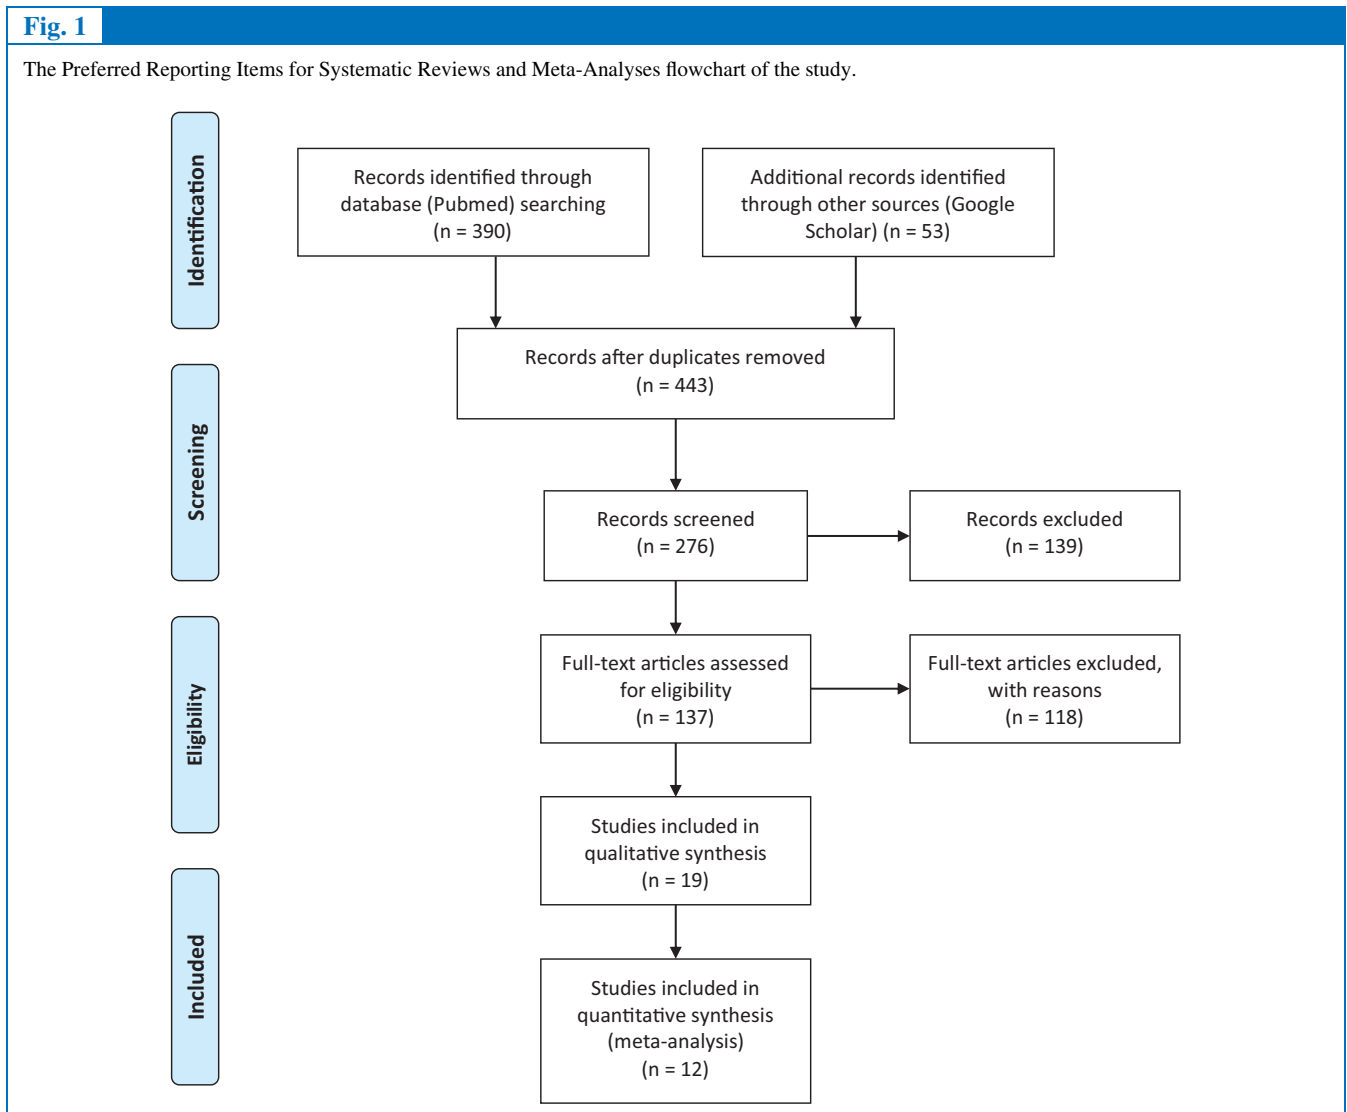 Fig. 1
The Preferred Reporting Items for Systematic Reviews and Meta-Analyses flowchart of the study.
Identification
Records identified through
database (Pubmed) searching
(n = 390)
Additional records identified
through other sources (Google
Scholar) (n = 53)
Records after duplicates removed
(n = 443)
Screening
Records screened
(n = 276)
Records excluded
(n = 139)
Eligibility
Full-text articles assessed
for eligibility
(n = 137)
Full-text articles excluded,
with reasons
(n = 118)
Studies included in
qualitative synthesis
(n = 19)
Included
Studies included in
quantitative synthesis
(meta-analysis)
(n = 12)